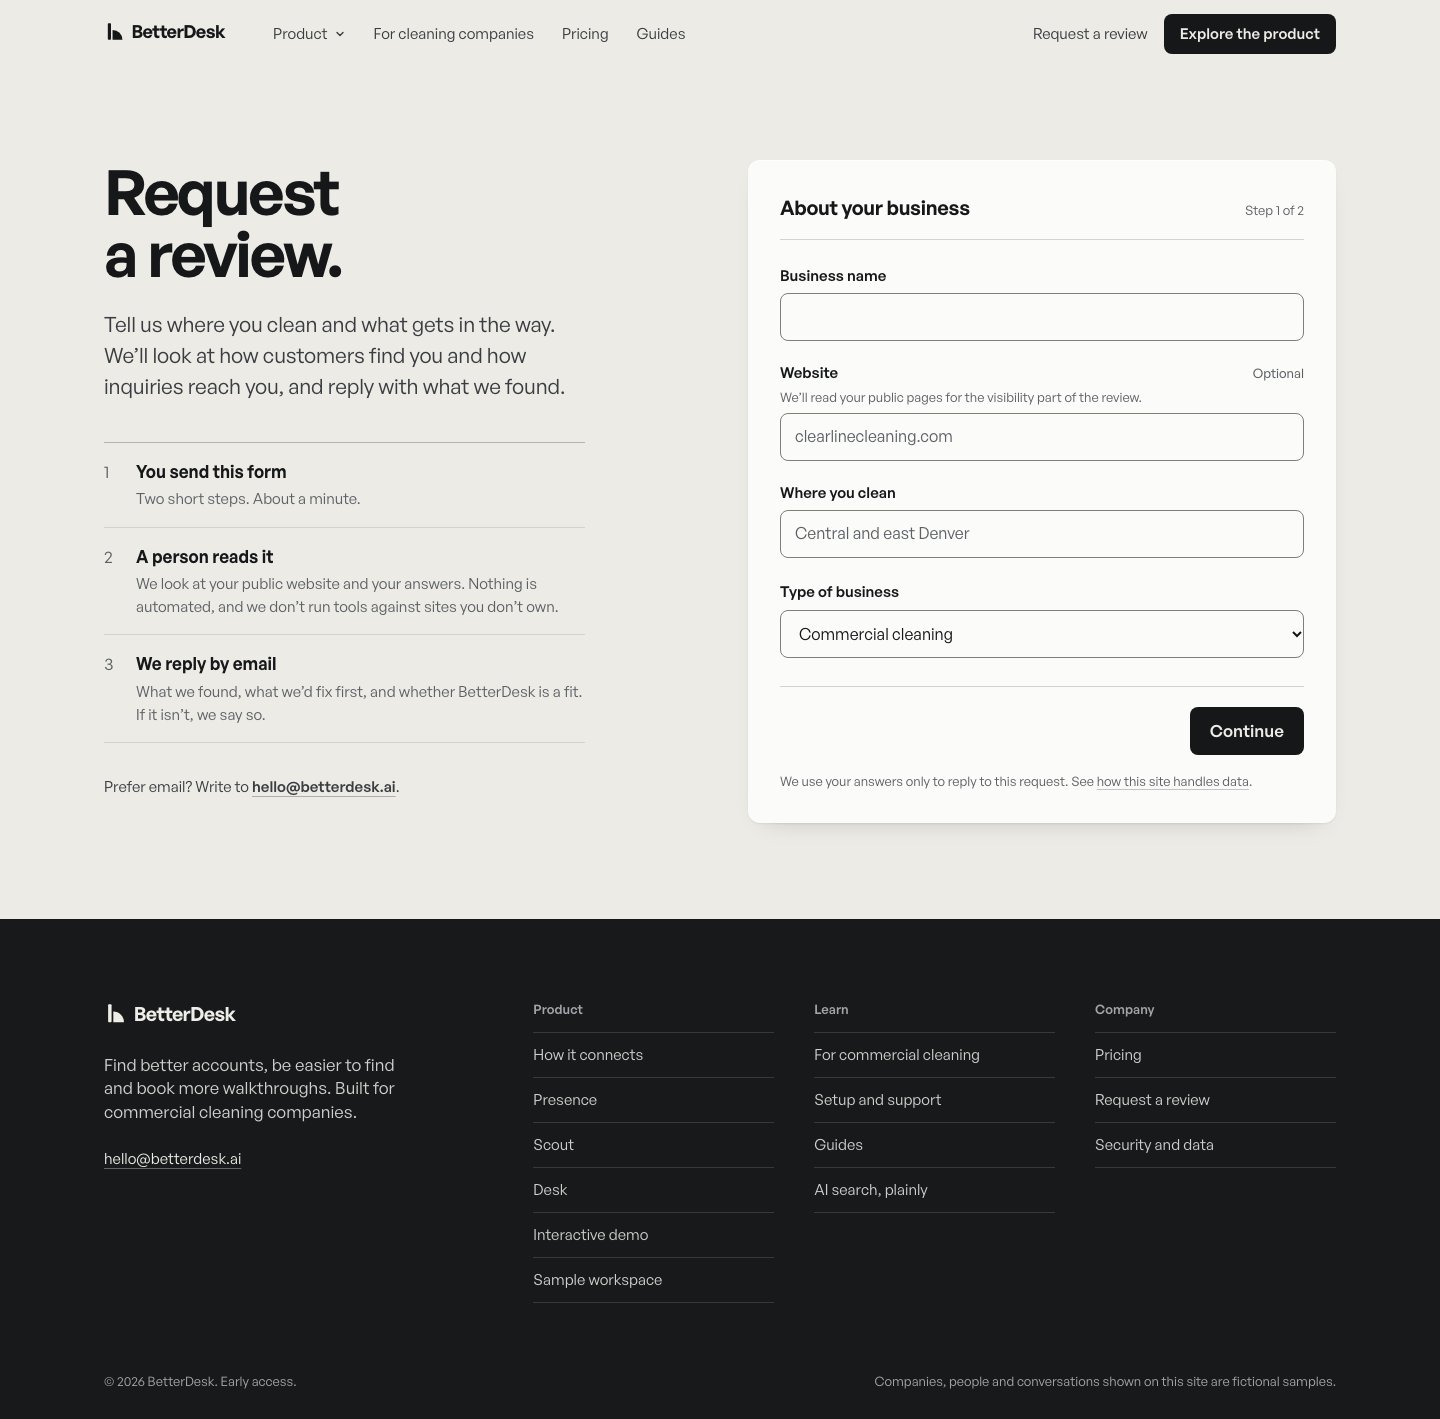 BetterDesk
Product
For cleaning companies
Pricing
Guides
Request a review
Explore the product
Request
a review.
Tell us where you clean and what gets in the way.
We’ll look at how customers find you and how
inquiries reach you, and reply with what we found.
1
You send this form
Two short steps. About a minute.
2
A person reads it
We look at your public website and your answers. Nothing is
automated, and we don’t run tools against sites you don’t own.
3
We reply by email
What we found, what we’d fix first, and whether BetterDesk is a fit.
If it isn’t, we say so.
Prefer email? Write to hello@betterdesk.ai.
About your business
Step 1 of 2
Business name
Website
Optional
We’ll read your public pages for the visibility part of the review.
clearlinecleaning.com
Where you clean
Central and east Denver
Type of business
Commercial cleaning
Continue
We use your answers only to reply to this request. See how this site handles data.
BetterDesk
Find better accounts, be easier to find
and book more walkthroughs. Built for
commercial cleaning companies.
hello@betterdesk.ai
Product
How it connects
Presence
Scout
Desk
Interactive demo
Sample workspace
Learn
For commercial cleaning
Setup and support
Guides
AI search, plainly
Company
Pricing
Request a review
Security and data
© 2026 BetterDesk. Early access.
Companies, people and conversations shown on this site are fictional samples.